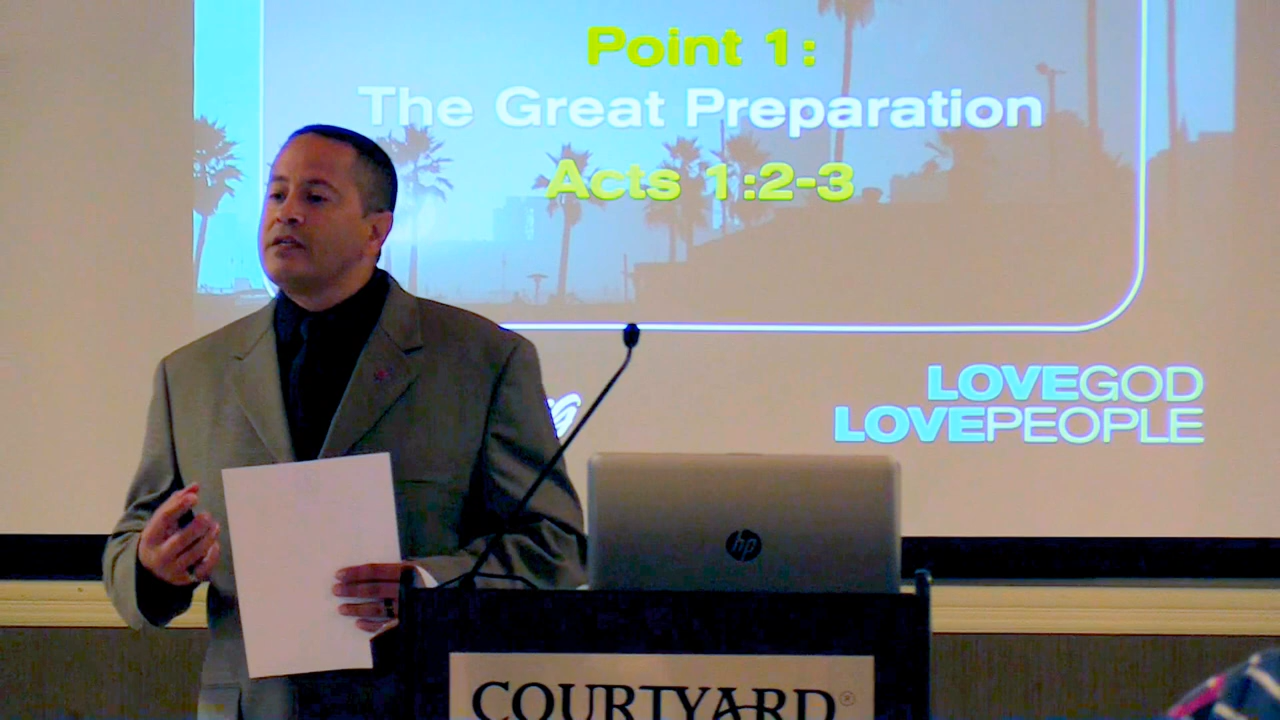 Point 1:
The Great Preparation
Acts 1:2-3
LOVEGOD
LOVEPEOPLE
hp
COURTYARD®